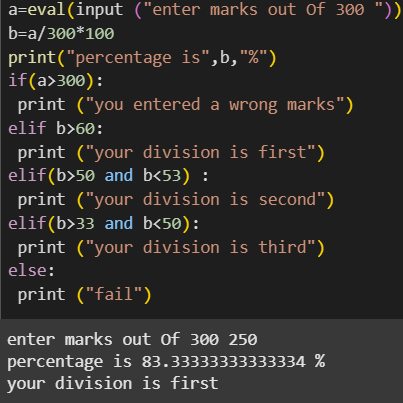 a=eval(input ("enter marks out Of 300 "))
b=a/300*100
print("percentage is",b,"%")
if(a>300):
 print ("you entered a wrong marks")
elif b>60:
 print ("your division is first")
elif(b>50 and b<53) :
 print ("your division is second")
elif(b>33 and b<50):
 print ("your division is third")
else:
 print ("fail")
enter marks out Of 300 250
percentage is 83.33333333333334 %
your division is first